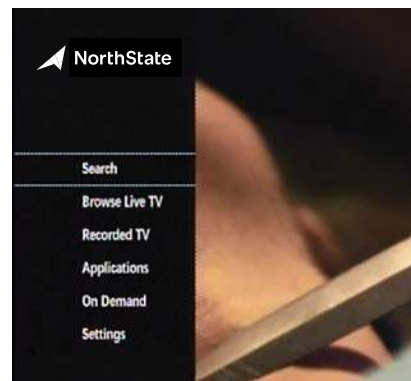 NorthState
Search
Browse Live TV
Recorded TV
Applications
On Demand
Settings